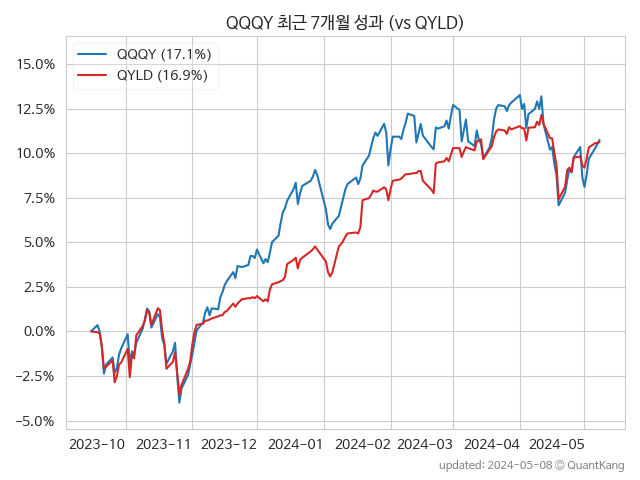 QQQY 최근 7개월 성과 (vs QYLD)
QQQY (17.1%)
QYLD (16.9%)
15.0%
12.5%
10.0%
7.5%
5.0%
2.5%
0.0%
−2.5%
−5.0%
2023−10 2023−11 2023−12 2024−01 2024−02 2024−03 2024−04 2024−05
updated: 2024-05-08 © QuantKang